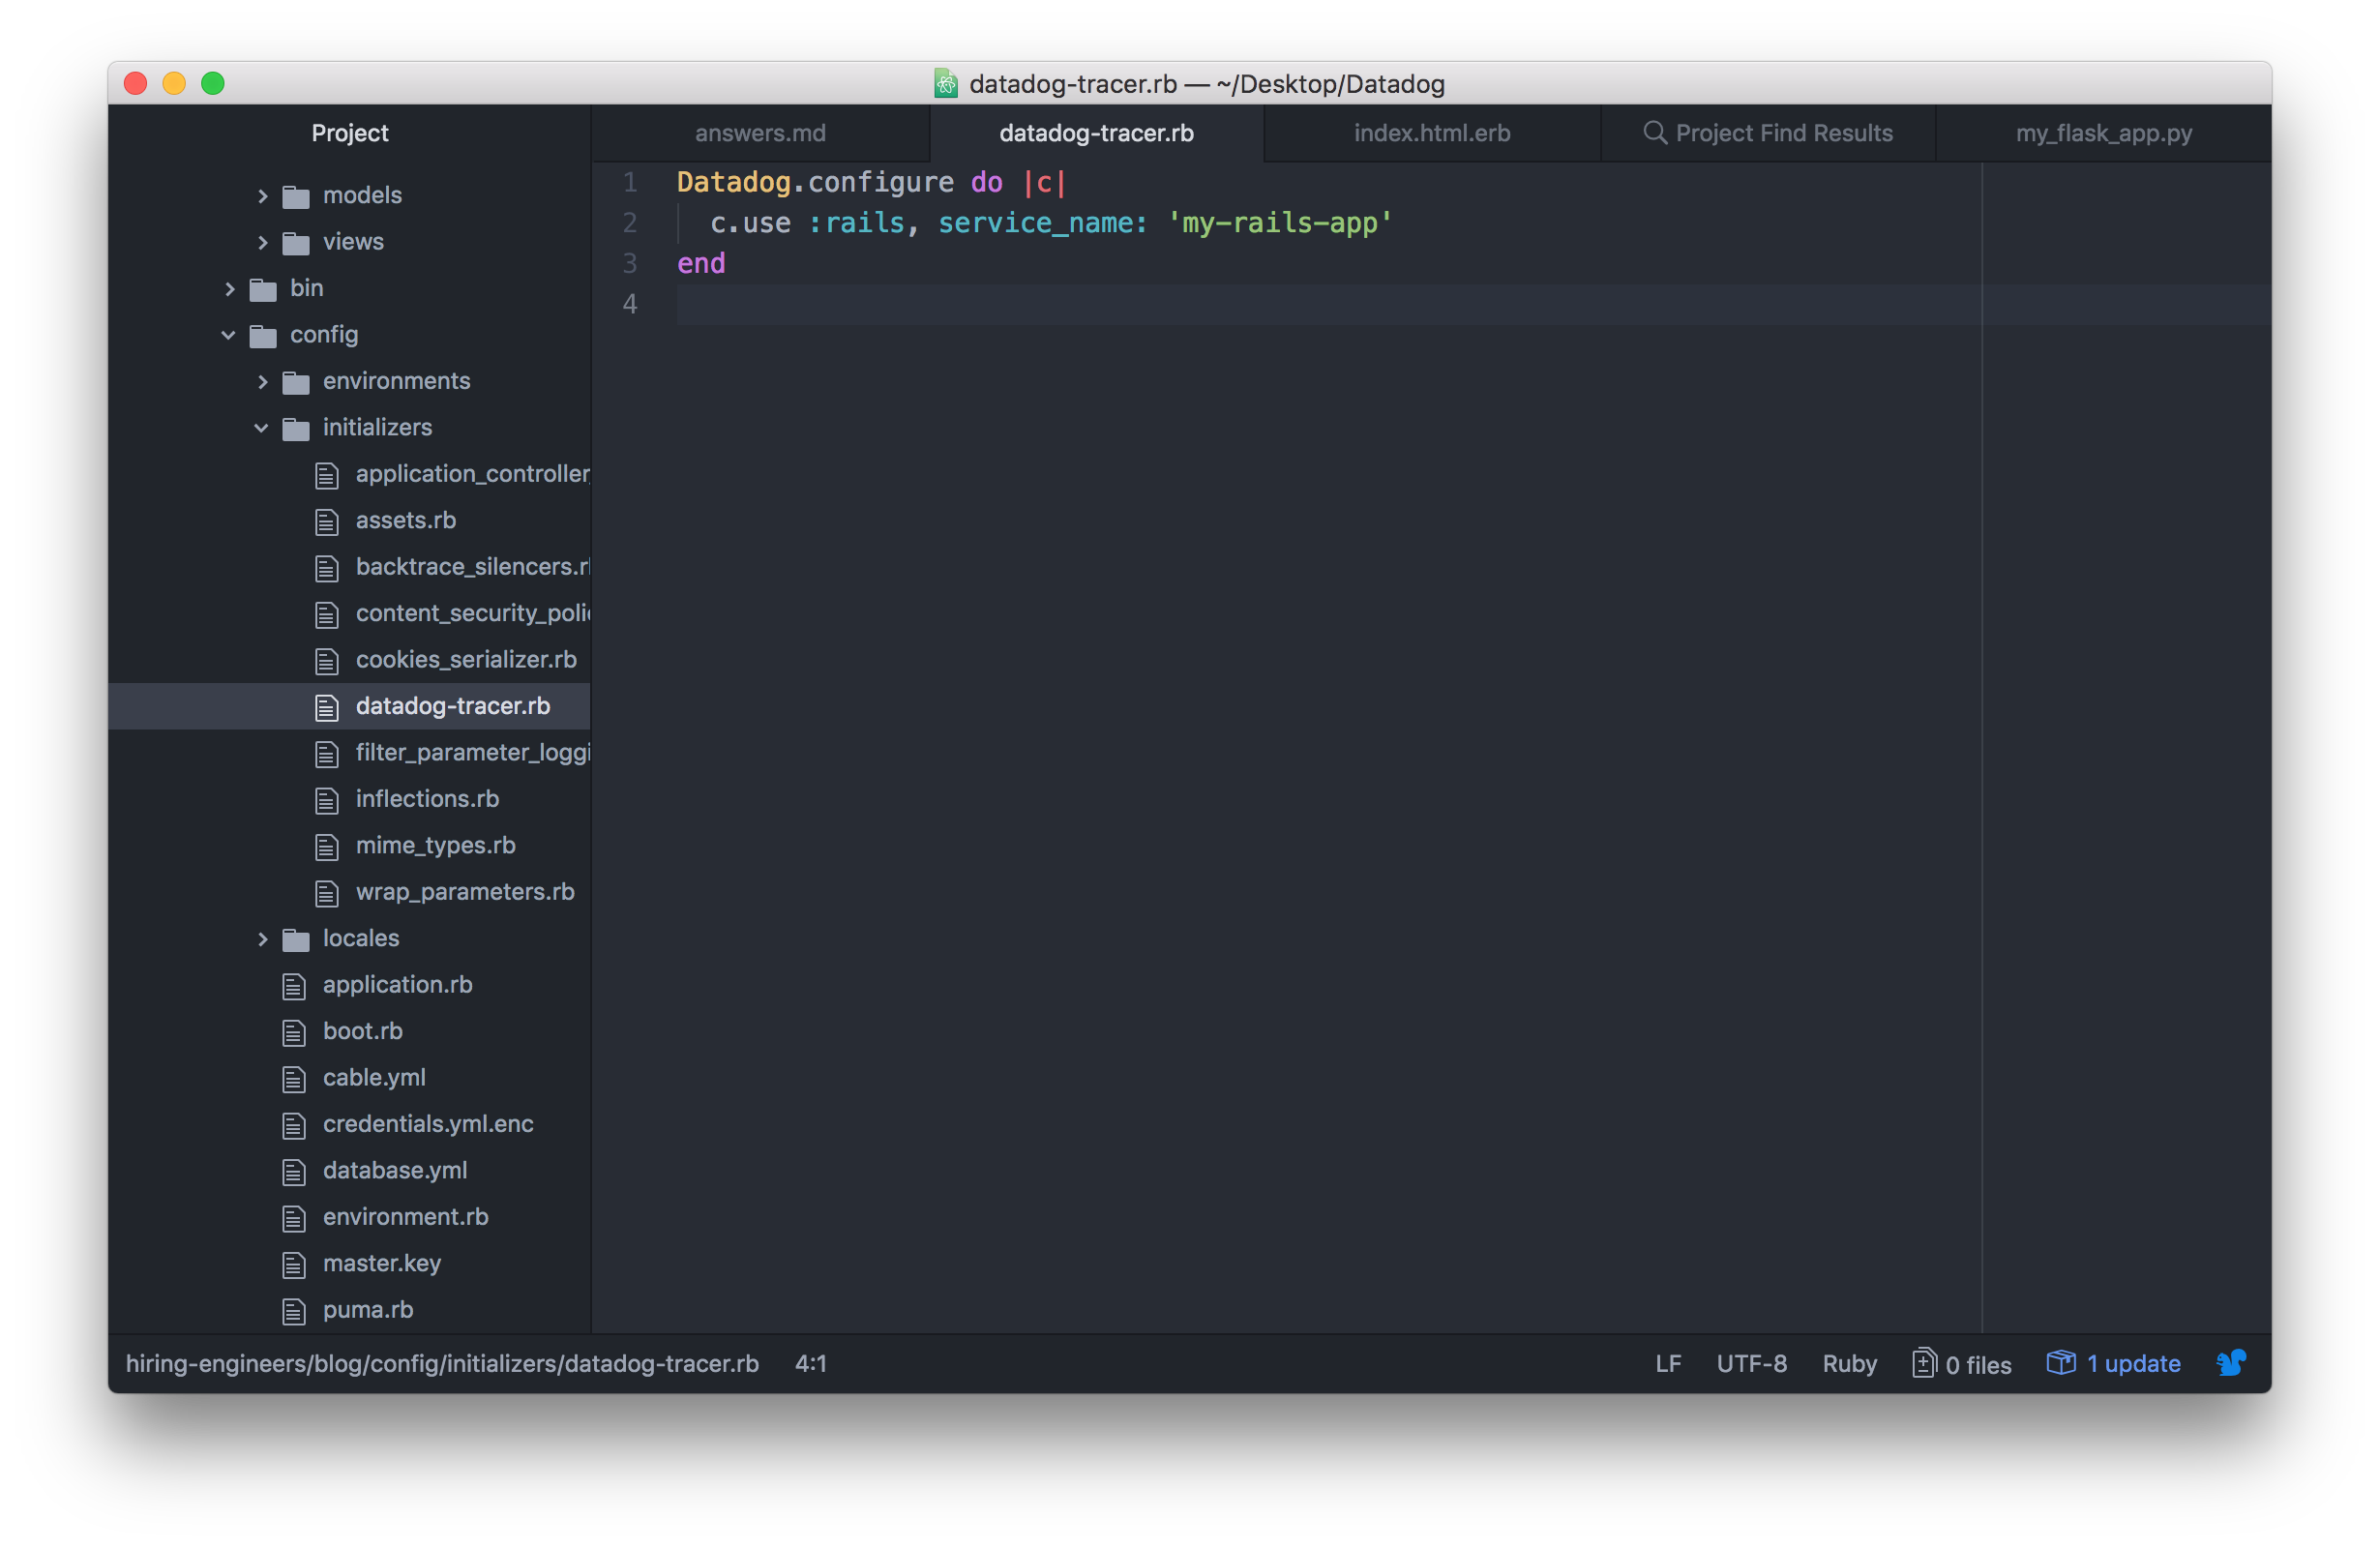 datadog-tracer.rb — ~/Desktop/Datadog
Project
models
views
bin
config
environments
initializers
application_controller
assets.rb
backtrace_silencers.r
content_security_poli
cookies_serializer.rb
datadog-tracer.rb
filter_parameter_loggi
inflections.rb
mime_types.rb
wrap_parameters.rb
locales
application.rb
boot.rb
cable.yml
credentials.yml.enc
database.yml
environment.rb
master.key
puma.rb
answers.md
datadog-tracer.rb
index.html.erb
Project Find Results
my_flask_app.py
1 Datadog.configure do |c|
2 c.use :rails, service_name: 'my-rails-app'
3 end
4
hiring-engineers/blog/config/initializers/datadog-tracer.rb 4:1
LF UTF-8 Ruby 0 files 1 update